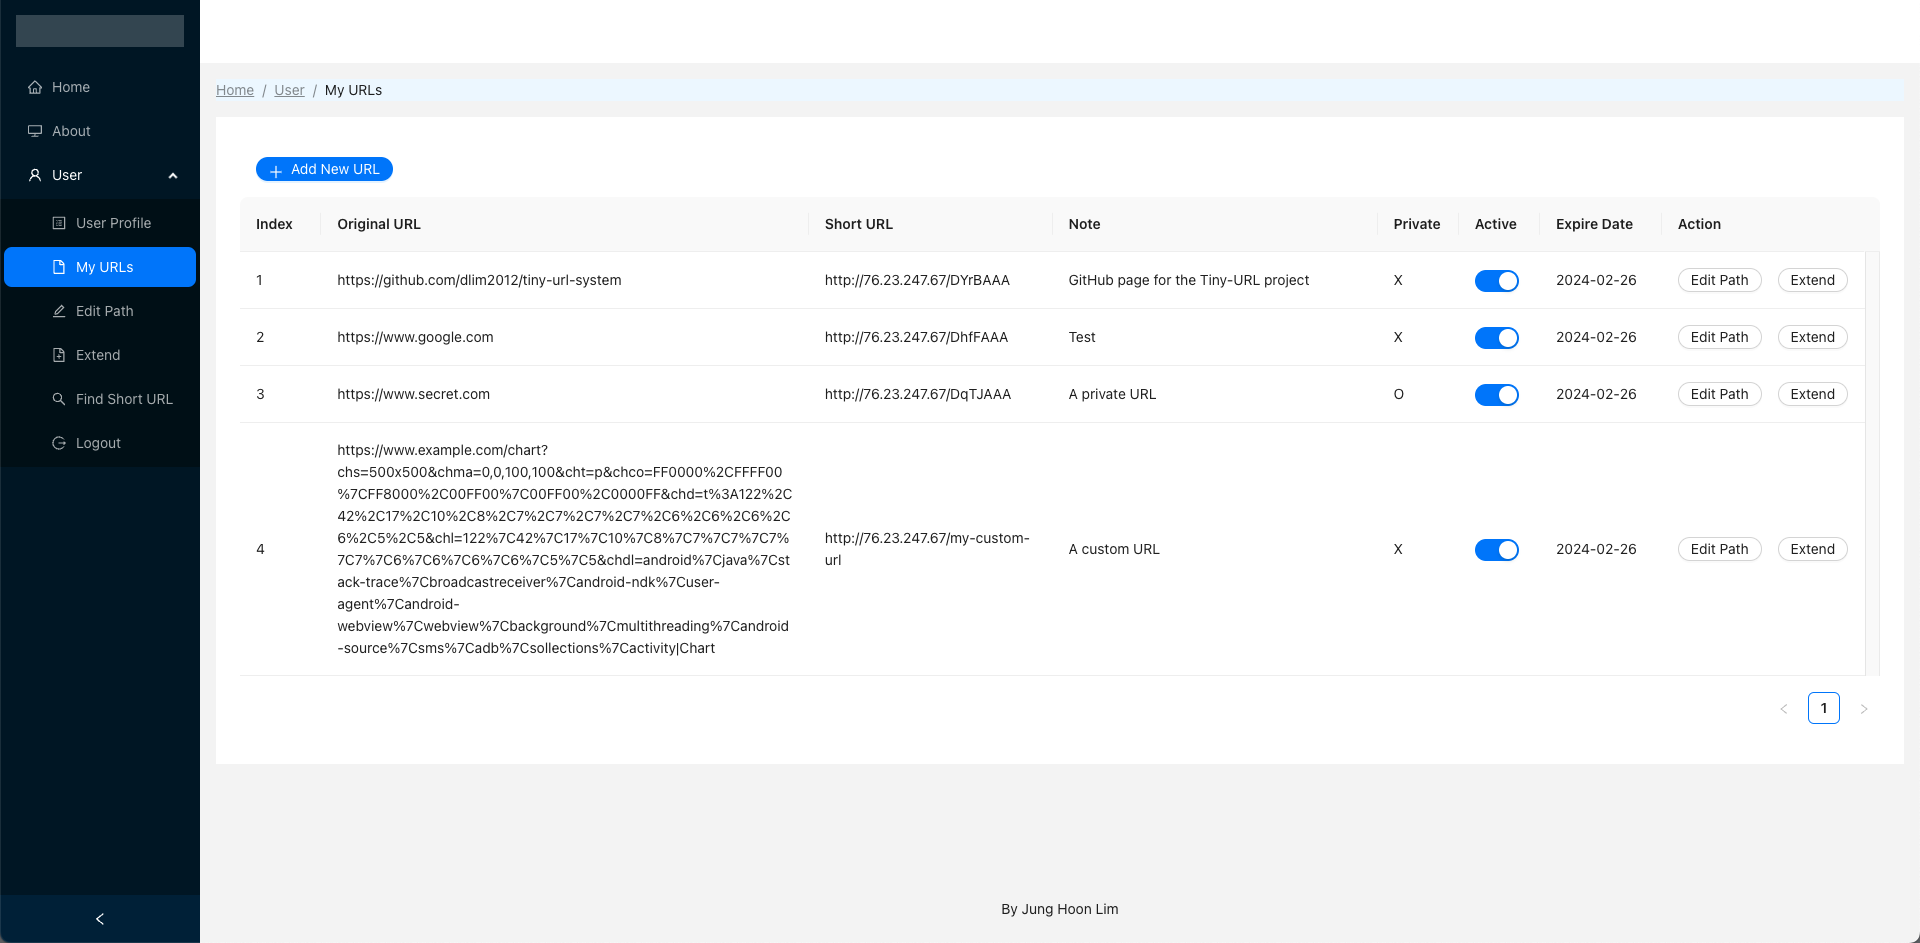 Home
About
User
User Profile
My URLs
Edit Path
Extend
Find Short URL
Logout
Home / User / My URLs
Add New URL
Index Original URL Short URL Note Private Active Expire Date Action
1 https://github.com/dlim2012/tiny-url-system http://76.23.247.67/DYrBAAA GitHub page for the Tiny-URL project X 2024-02-26 Edit Path Extend
2 https://www.google.com http://76.23.247.67/DhfFAAA Test X 2024-02-26 Edit Path Extend
3 https://www.secret.com http://76.23.247.67/DqTJAAA A private URL O 2024-02-26 Edit Path Extend
https://www.example.com/chart?
chs=500x500&chma=0,0,100,100&cht=p&chco=FF0000%2CFFFF00
%7CFF8000%2C00FF00%7C00FF00%2C0000FF&chd=t%3A122%2C
42%2C17%2C10%2C8%2C7%2C7%2C7%2C7%2C6%2C6%2C6%2C
6%2C5%2C5&chl=122%7C42%7C17%7C10%7C8%7C7%7C7%7C7%
7C7%7C6%7C6%7C6%7C6%7C5%7C5&chdl=android%7Cjava%7Cst
ack-trace%7Cbroadcastreceiver%7Candroid-ndk%7Cuser-
agent%7Candroid-
webview%7Cwebview%7Cbackground%7Cmultithreading%7Candroid
-source%7Csms%7Cadb%7Csollections%7Cactivity|Chart
4 http://76.23.247.67/my-custom-
url A custom URL X 2024-02-26 Edit Path Extend
< 1 >
By Jung Hoon Lim